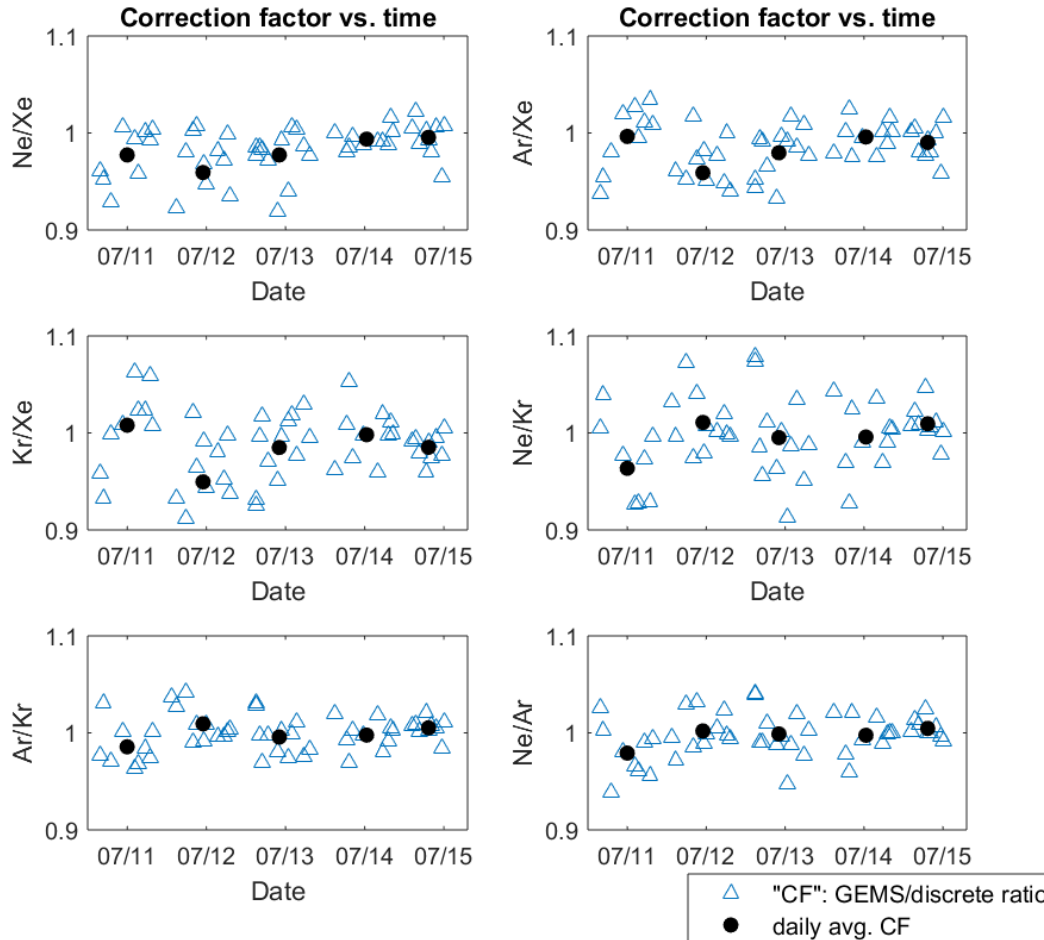 Correction factor vs. time
Correction factor vs. time
1.1
1
0.9
Ne/Xe
07/11 07/12 07/13 07/14 07/15
Date
1.1
1
0.9
Ar/Xe
07/11 07/12 07/13 07/14 07/15
Date
1.1
1
0.9
Kr/Xe
07/11 07/12 07/13 07/14 07/15
Date
1.1
1
0.9
Ne/Kr
07/11 07/12 07/13 07/14 07/15
Date
1.1
1
0.9
Ar/Kr
07/11 07/12 07/13 07/14 07/15
Date
1.1
1
0.9
Ne/Ar
07/11 07/12 07/13 07/14 07/15
"CF": GEMS/discrete ratio
daily avg. CF